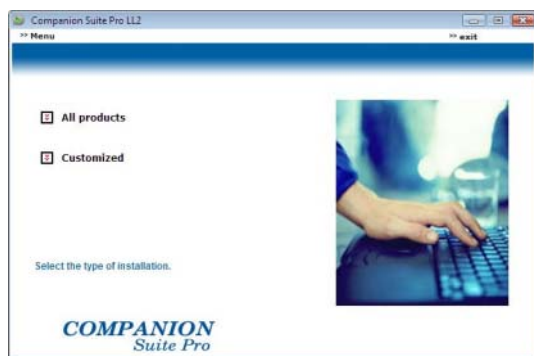 Companion Suite Pro LL2
>> Menu
>> exit
All products
Customized
Select the type of installation.
COMPANION
Suite Pro